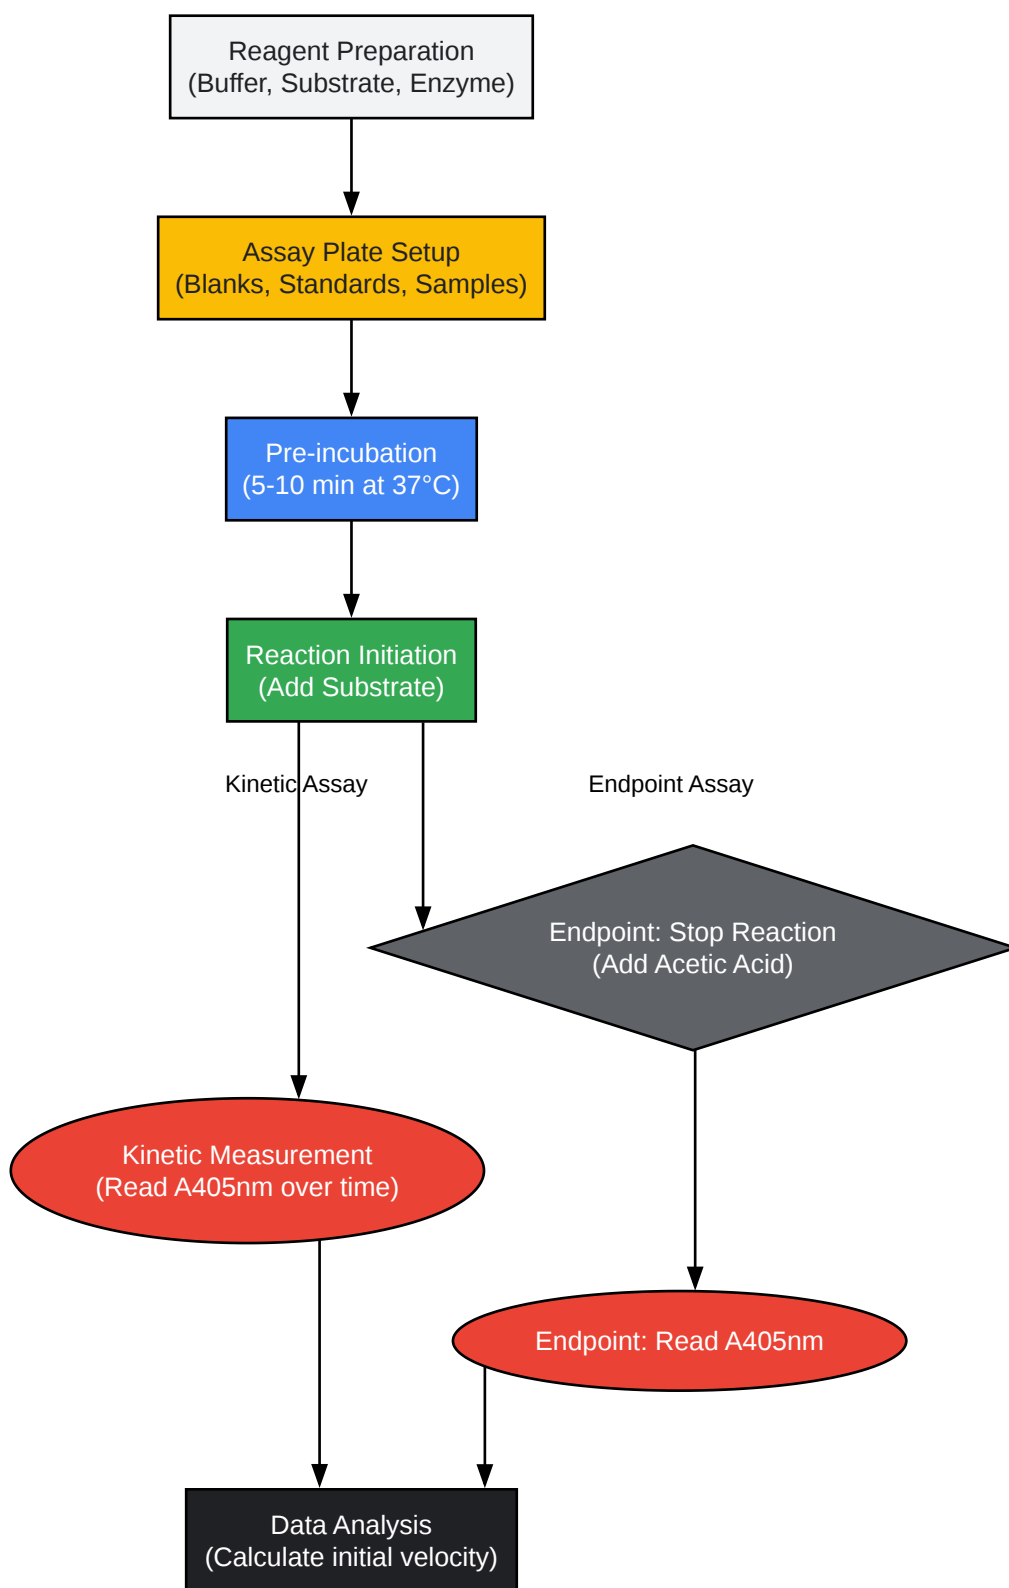 Reagent Preparation
(Buffer, Substrate, Enzyme)
Assay Plate Setup
(Blanks, Standards, Samples)
Pre-incubation
(5-10 min at 37°C)
Reaction Initiation
(Add Substrate)
Kinetic Assay
Endpoint Assay
Endpoint: Stop Reaction
(Add Acetic Acid)
Kinetic Measurement
(Read A405nm over time)
Endpoint: Read A405nm
Data Analysis
(Calculate initial velocity)